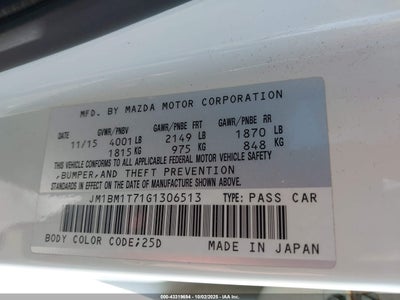 MFD. BY MAZDA MOTOR CORPORATION
GVWR/PNBV GAWR/PNBE FRT GAWR/PNBE RR
11/15 4001 LB 2149 LB 1870 LB
1815 KG 975 KG 848 KG
THIS VEHICLE CONFORMS TO ALL APPLICABLE FEDERAL MOTOR VEHICLE SAFETY
,BUMPER,AND THEFT PREVENTION
STANDARDS IN EFFECT ON THE DATE OF MANUFACTURE SHOWN ABOVE.
JM1BM1T71G1306513 TYPE: PASS CAR
BODY COLOR CODE;25D MADE IN JAPAN
000-43319684 - 10/02/2025 - IAAI.com